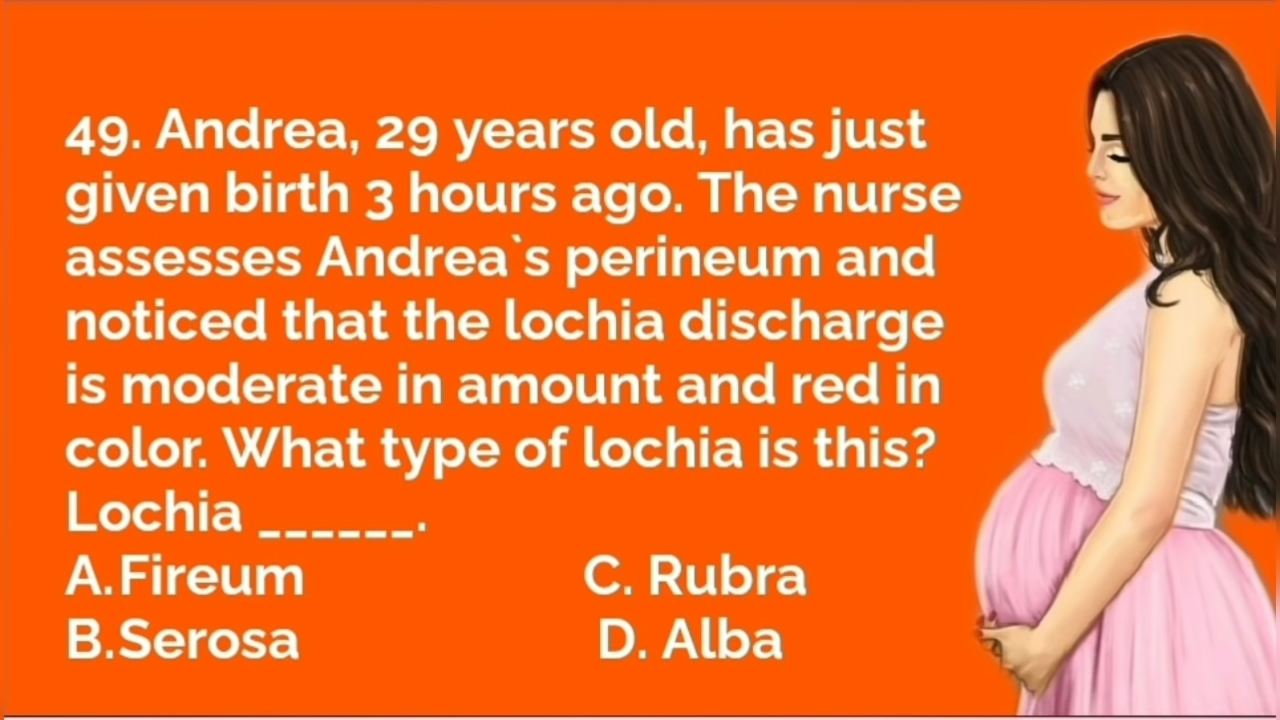 49. Andrea, 29 years old, has just
given birth 3 hours ago. The nurse
assesses Andrea`s perineum and
noticed that the lochia discharge
is moderate in amount and red in
color. What type of lochia is this?
Lochia ______.
A.Fireum C. Rubra
B.Serosa D. Alba